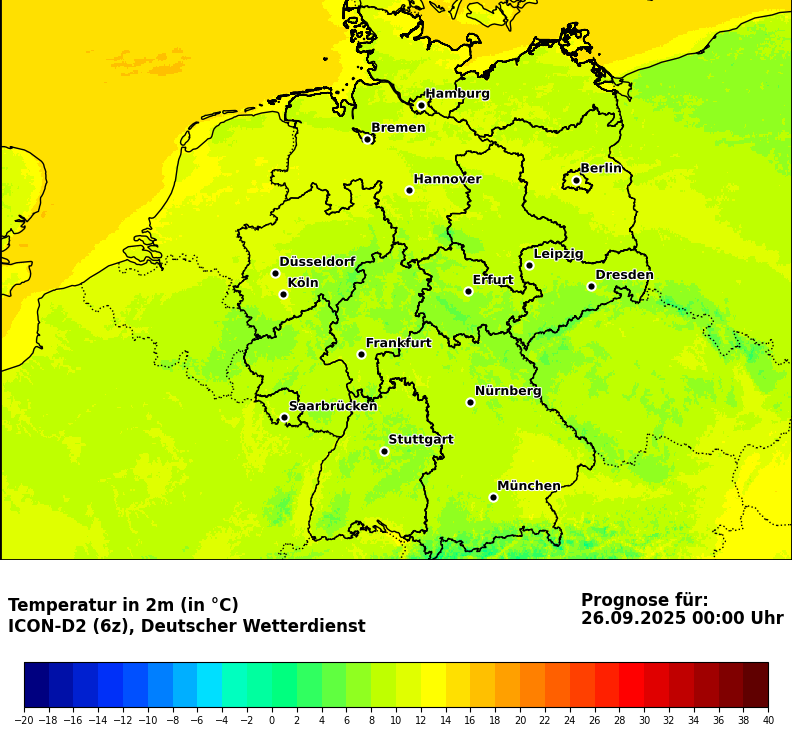 Hamburg
Bremen
Berlin
Hannover
Leipzig
Düsseldorf
Dresden
Köln
Erfurt
Frankfurt
Nürnberg
Saarbrücken
Stuttgart
München
Temperatur in 2m (in °C)
ICON-D2 (6z), Deutscher Wetterdienst
Prognose für:
26.09.2025 00:00 Uhr
−20 −18 −16 −14 −12 −10 −8 −6 −4 −2 0 2 4 6 8 10 12 14 16 18 20 22 24 26 28 30 32 34 36 38 40